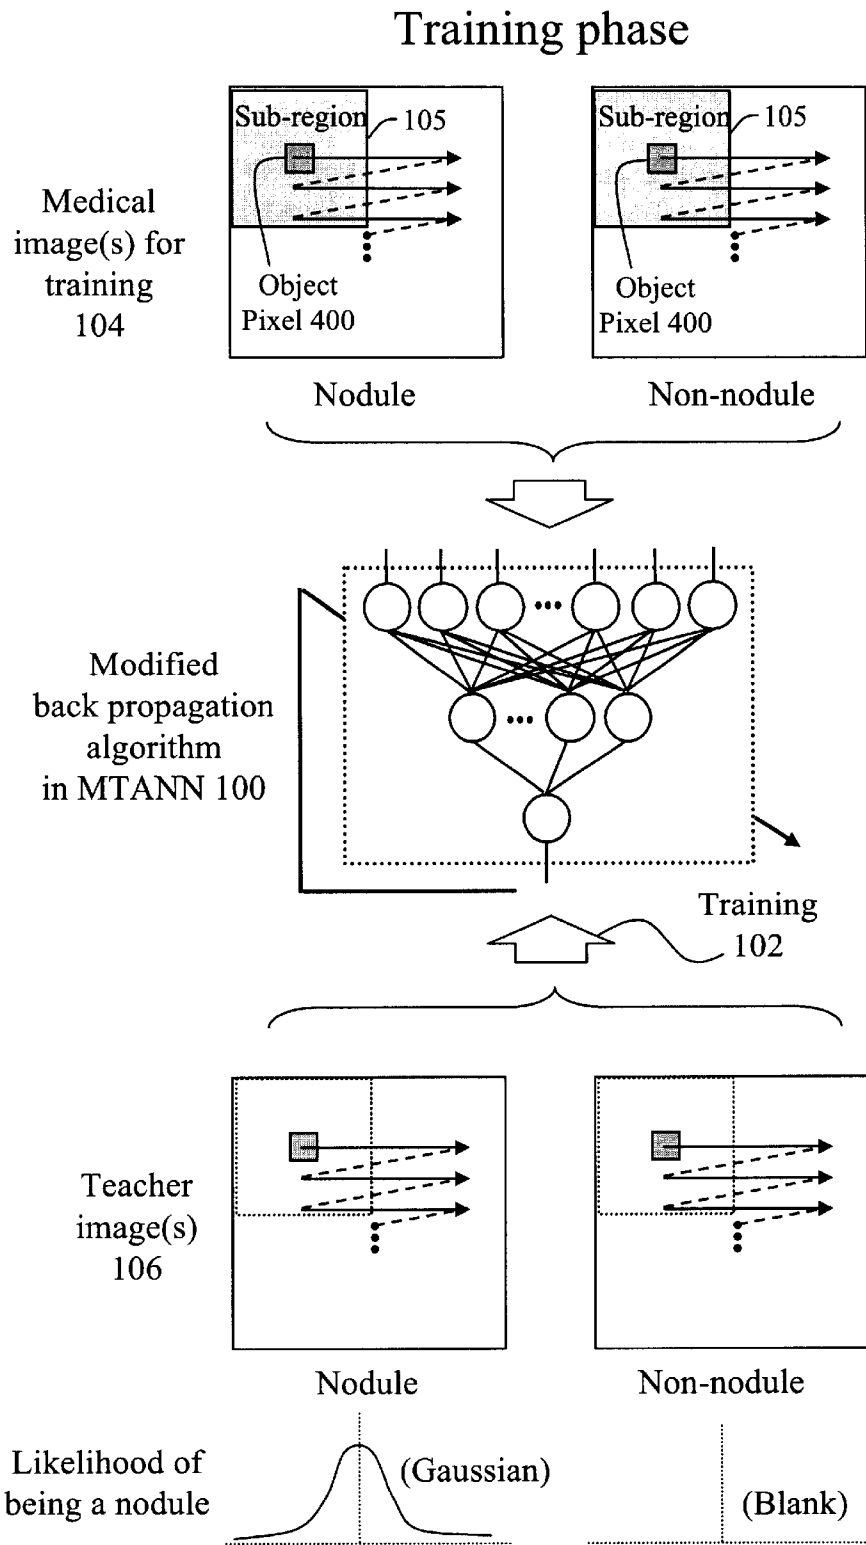 Training phase
Sub-region
105
Sub-region
105
Medical
image(s) for
training
104
Object
Pixel 400
Object
Pixel 400
Nodule
Non-nodule
Modified
back propagation
algorithm
in MTANN 100
Training
102
Teacher
image(s)
106
Nodule
Non-nodule
Likelihood of
being a nodule
(Gaussian)
(Blank)